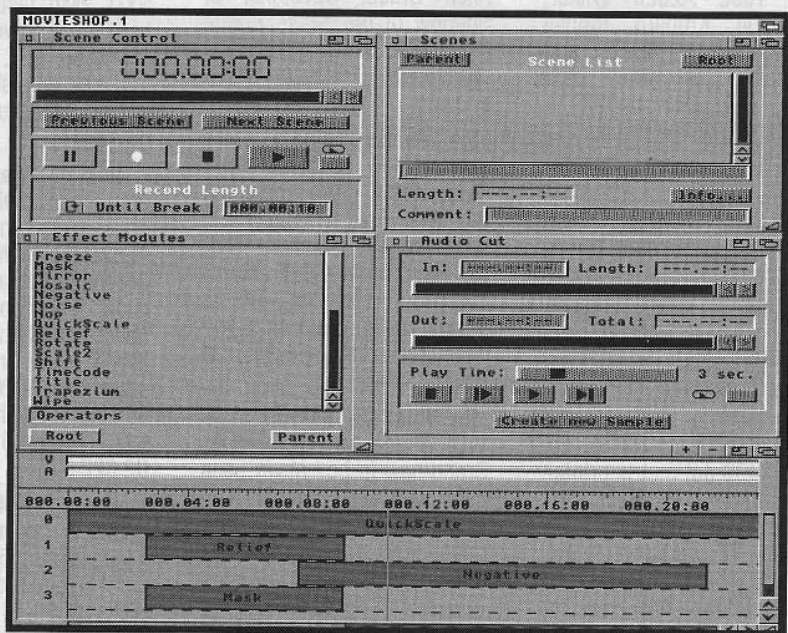 MOVIESHOP.1
Scene Control
000.00:00
Previous Scene
Next Scene
Record Length
Until Break
000.00:10
Scenes
Parent
Scene List
Root
Length: ---.--:--
Info...
Comment:
Effect Modules
Freeze
Mask
Mirror
Mosaic
Negative
Noise
Nop
QuickScale
Relief
Rotate
Scale2
Shift
TimeCode
Title
Trapezium
Wipe
Operators
Root
Parent
Audio Cut
In:
Length: ---.--:--
Out:
Total: ---.--:--
Play Time:
3 sec.
Create new Sample
+ -
V
A
000.00:00 000.04:00 000.08:00 000.12:00 000.16:00 000.20:00
0 QuickScale
1 Relief
2 Negative
3 Mask